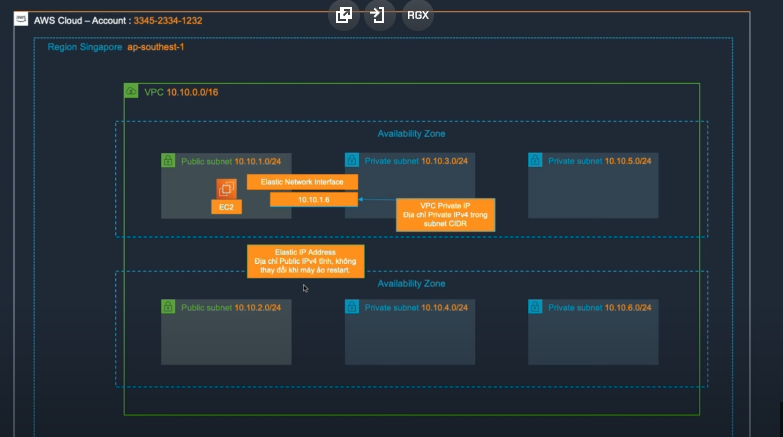 RGX
aws
AWS Cloud – Account : 3345-2334-1232
Region Singapore ap-southest-1
VPC 10.10.0.0/16
Availability Zone
Public subnet 10.10.1.0/24
Private subnet 10.10.3.0/24
Private subnet 10.10.5.0/24
Elastic Network Interface
10.10.1.6
EC2
VPC Private IP
Địa chỉ Private IPv4 trong
subnet CIDR
Elastic IP Address
Địa chỉ Public IPv4 tĩnh, không
thay đổi khi máy ảo restart.
Availability Zone
Public subnet 10.10.2.0/24
Private subnet 10.10.4.0/24
Private subnet 10.10.6.0/24